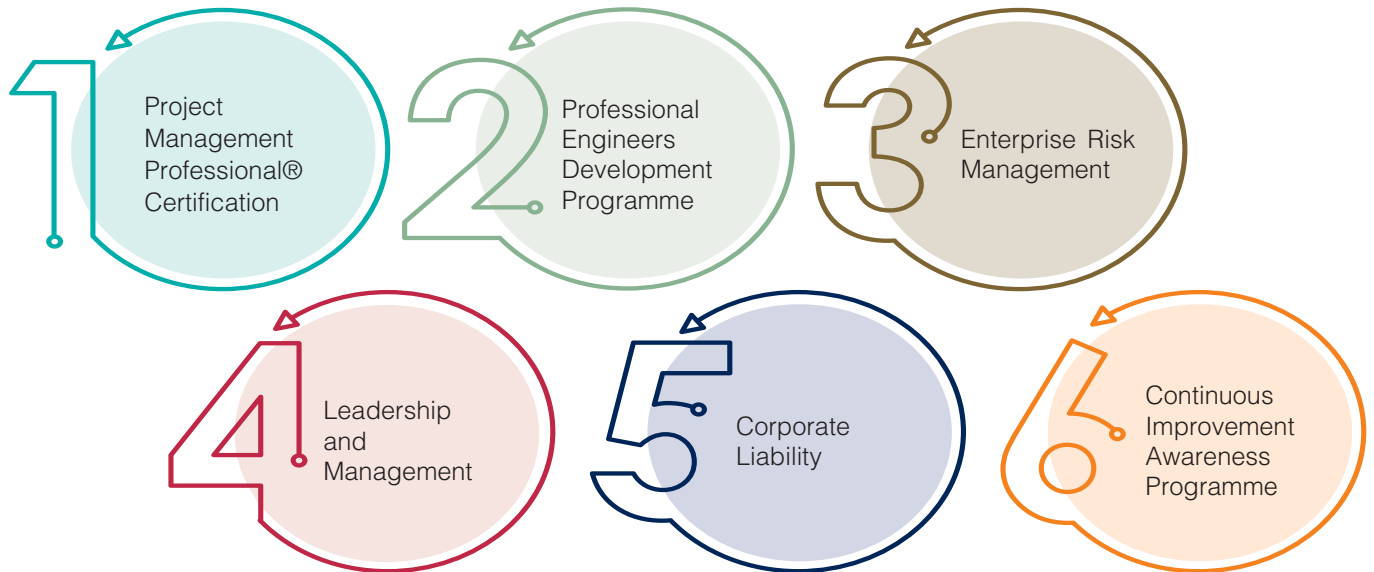 1
Project
Management
Professional®
Certification
2
Professional
Engineers
Development
Programme
3
Enterprise Risk
Management
4
Leadership
and
Management
5
Corporate
Liability
6
Continuous
Improvement
Awareness
Programme